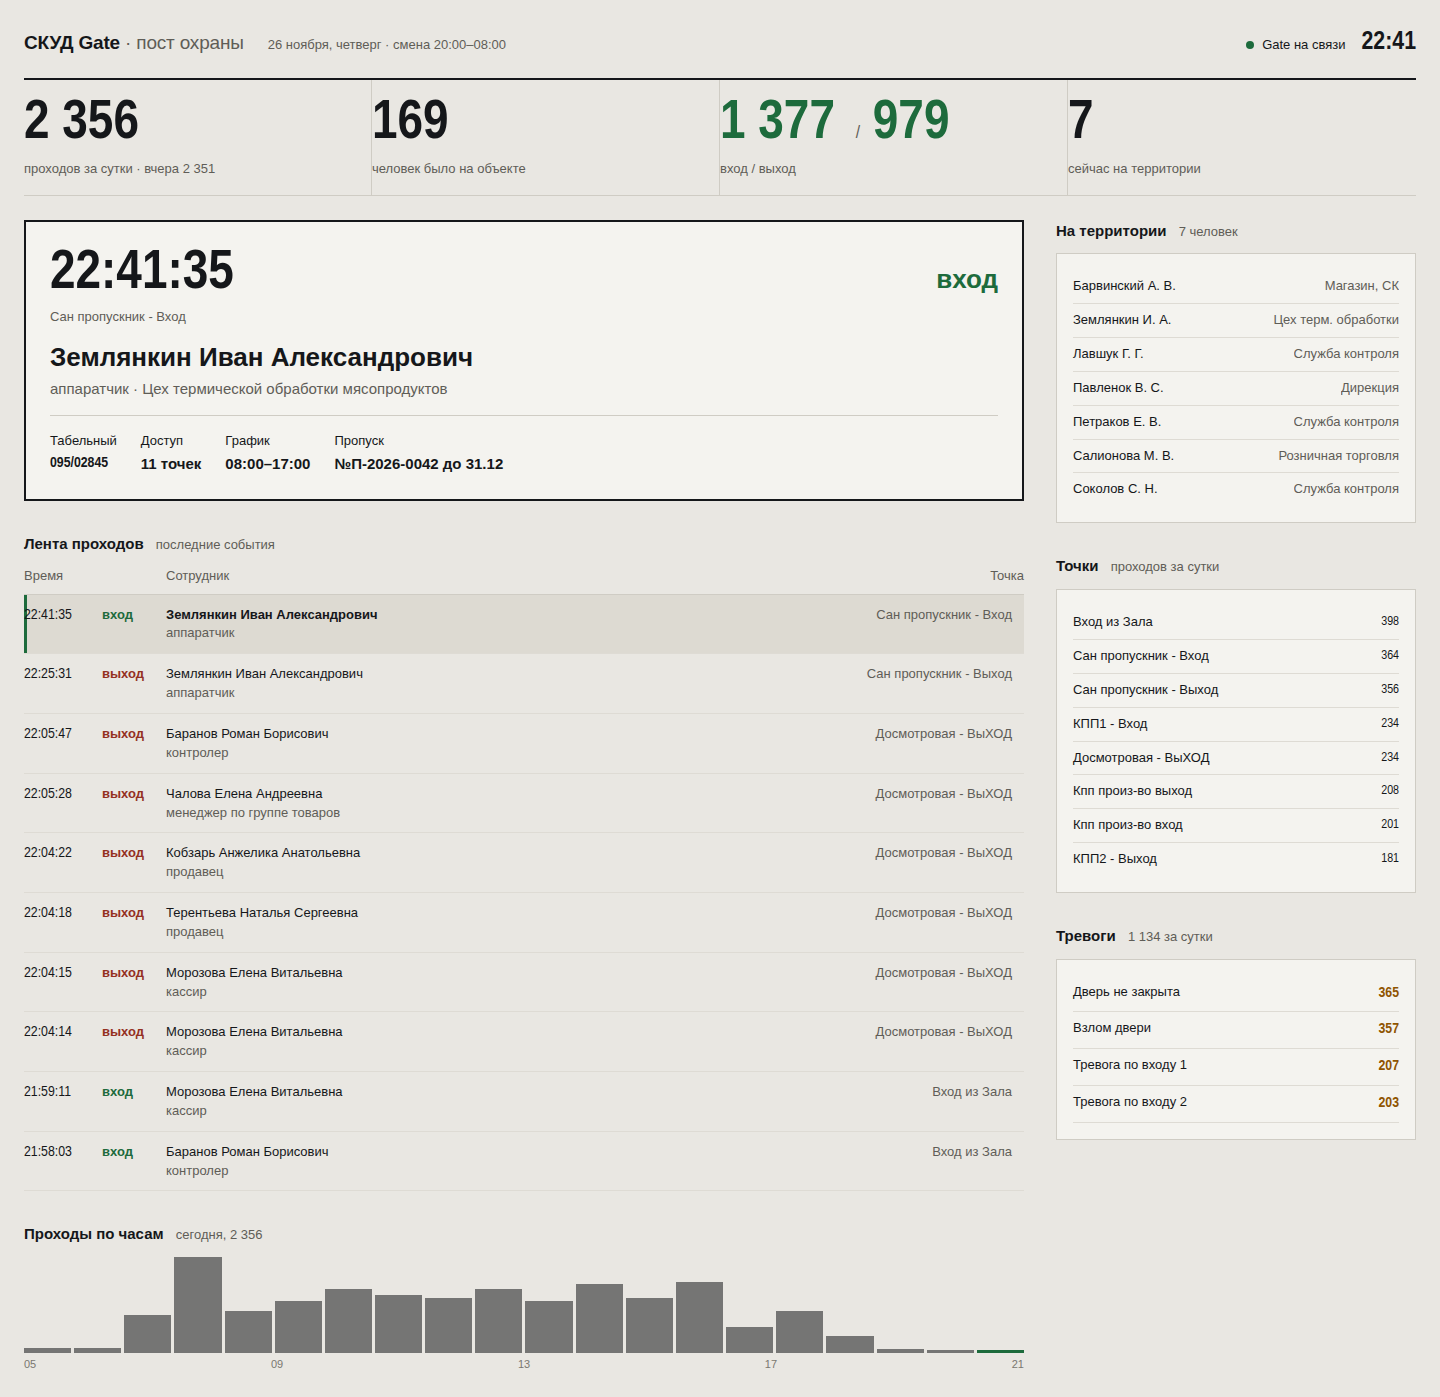 СКУД Gate · пост охраны 26 ноября, четверг · смена 20:00–08:00 Gate на связи 22:41
2 356 169 1 377 / 979 7
проходов за сутки · вчера 2 351 человек было на объекте вход / выход сейчас на территории
22:41:35 вход
Сан пропускник - Вход
Землянкин Иван Александрович
аппаратчик · Цех термической обработки мясопродуктов
Табельный Доступ График Пропуск
095/02845 11 точек 08:00–17:00 №П-2026-0042 до 31.12
Лента проходов последние события
Время Сотрудник Точка
22:41:35 вход Землянкин Иван Александрович Сан пропускник - Вход
аппаратчик
22:25:31 выход Землянкин Иван Александрович Сан пропускник - Выход
аппаратчик
22:05:47 выход Баранов Роман Борисович Досмотровая - ВыХОД
контролер
22:05:28 выход Чалова Елена Андреевна Досмотровая - ВыХОД
менеджер по группе товаров
22:04:22 выход Кобзарь Анжелика Анатольевна Досмотровая - ВыХОД
продавец
22:04:18 выход Терентьева Наталья Сергеевна Досмотровая - ВыХОД
продавец
22:04:15 выход Морозова Елена Витальевна Досмотровая - ВыХОД
кассир
22:04:14 выход Морозова Елена Витальевна Досмотровая - ВыХОД
кассир
21:59:11 вход Морозова Елена Витальевна Вход из Зала
кассир
21:58:03 вход Баранов Роман Борисович Вход из Зала
контролер
Проходы по часам сегодня, 2 356
05 09 13 17 21
На территории 7 человек
Барвинский А. В. Магазин, СК
Землянкин И. А. Цех терм. обработки
Лавшук Г. Г. Служба контроля
Павленок В. С. Дирекция
Петраков Е. В. Служба контроля
Салионова М. В. Розничная торговля
Соколов С. Н. Служба контроля
Точки проходов за сутки
Вход из Зала 398
Сан пропускник - Вход 364
Сан пропускник - Выход 356
КПП1 - Вход 234
Досмотровая - ВыХОД 234
Кпп произ-во выход 208
Кпп произ-во вход 201
КПП2 - Выход 181
Тревоги 1 134 за сутки
Дверь не закрыта 365
Взлом двери 357
Тревога по входу 1 207
Тревога по входу 2 203